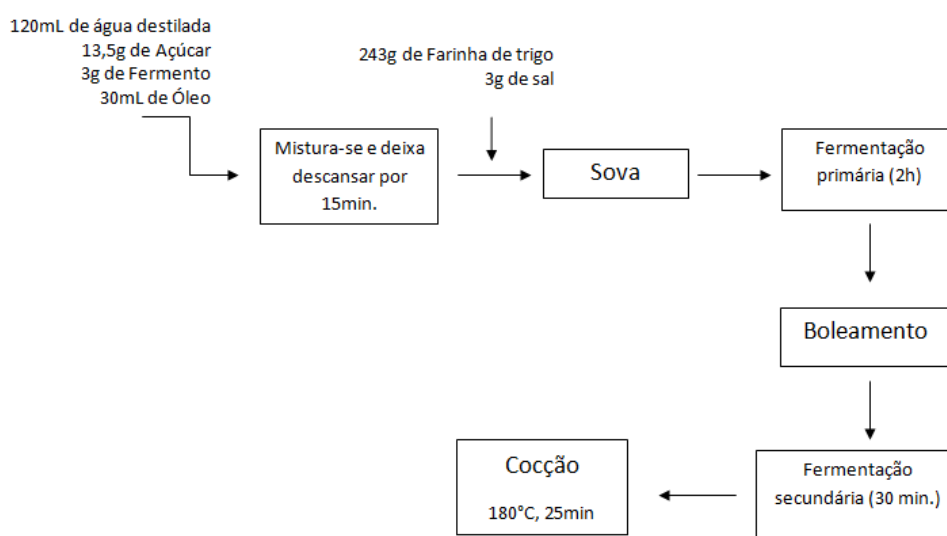 120mL de água destilada
13,5g de Açúcar
3g de Fermento
30mL de Óleo
243g de Farinha de trigo
3g de sal
Mistura-se e deixa
descansar por
15min.
Sova
Fermentação
primária (2h)
Boleamento
Fermentação
secundária (30 min.)
Cocção
180°C, 25min